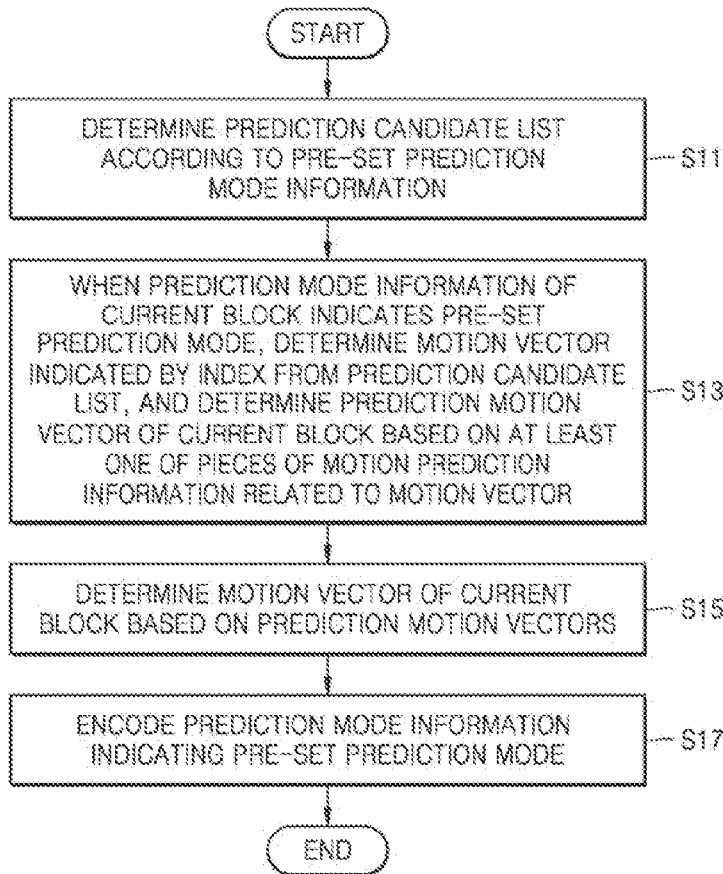 START
DETERMINE PREDICTION CANDIDATE LIST
ACCORDING TO PRE-SET PREDICTION
MODE INFORMATION
S11
WHEN PREDICTION MODE INFORMATION OF
CURRENT BLOCK INDICATES PRE-SET
PREDICTION MODE, DETERMINE MOTION VECTOR
INDICATED BY INDEX FROM PREDICTION CANDIDATE
LIST, AND DETERMINE PREDICTION MOTION
VECTOR OF CURRENT BLOCK BASED ON AT LEAST
ONE OF PIECES OF MOTION PREDICTION
INFORMATION RELATED TO MOTION VECTOR
S13
DETERMINE MOTION VECTOR OF CURRENT
BLOCK BASED ON PREDICTION MOTION VECTORS
S15
ENCODE PREDICTION MODE INFORMATION
INDICATING PRE-SET PREDICTION MODE
S17
END